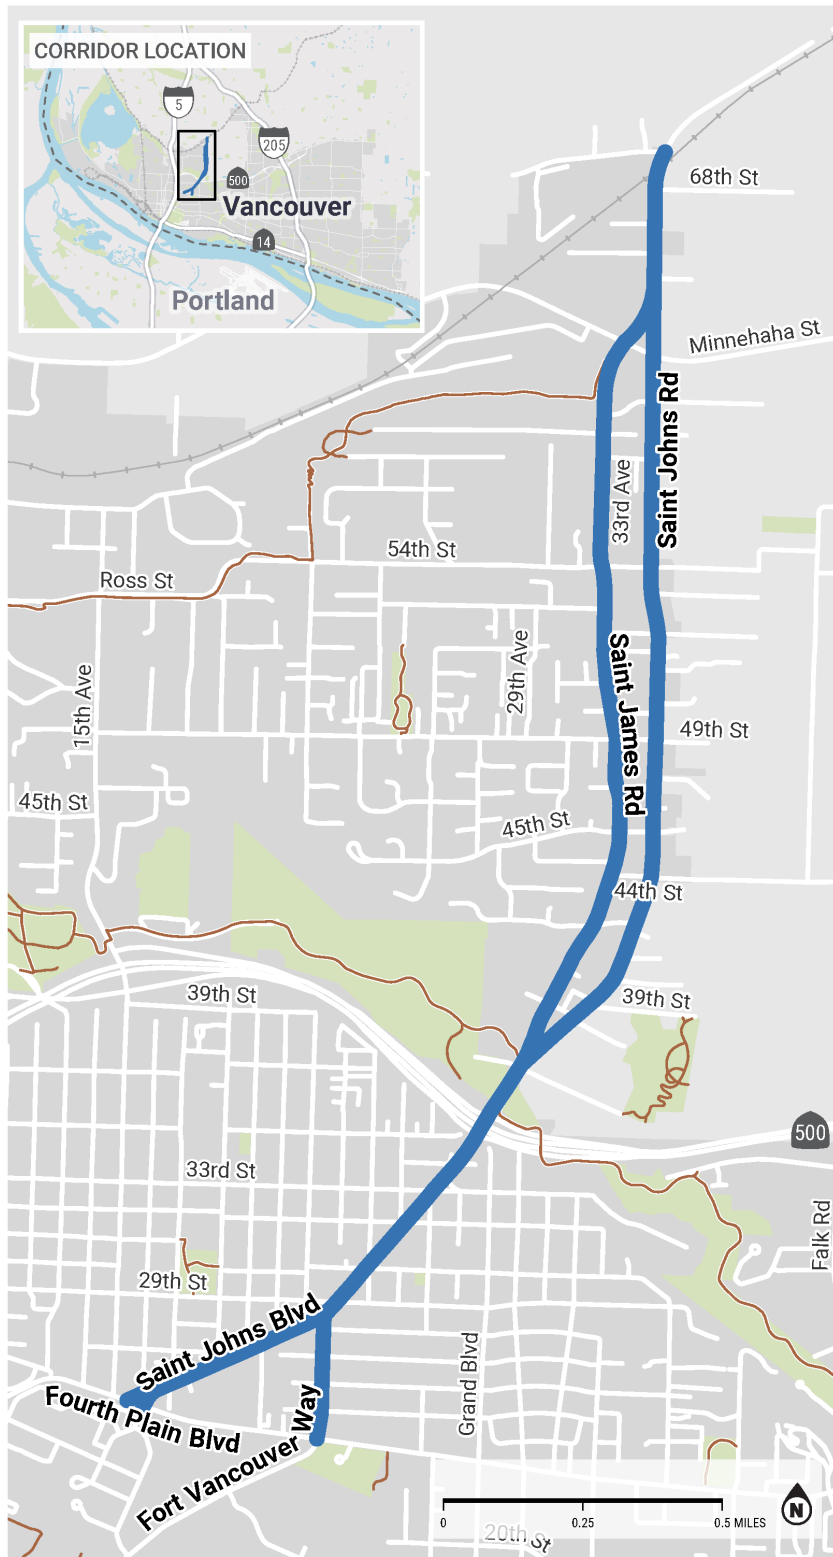 CORRIDOR LOCATION
5
205
500
Vancouver
14
Portland
68th St
Minnehaha St
Saint Johns Rd
33rd Ave
54th St
Ross St
29th Ave
Saint James Rd
15th Ave
49th St
45th St
45th St
44th St
39th St
39th St
500
33rd St
Falk Rd
29th St
Saint Johns Blvd
Grand Blvd
Fourth Plain Blvd
Fort Vancouver Way
0 0.25 0.5 MILES
N
20th St